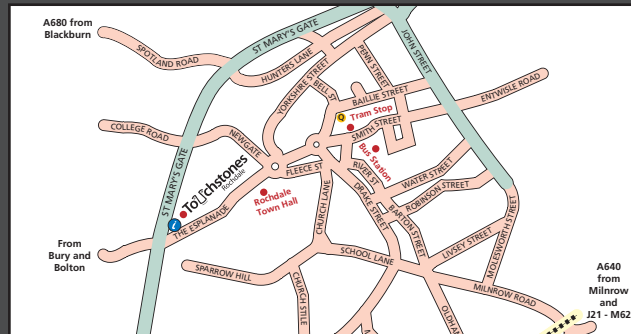 A680 from
Blackburn
SPOTLAND ROAD
ST MARY'S GATE
HUNTERS LANE
YORKSHIRE STREET
BELL ST
PENN STREET
JOHN STREET
BAILLIE STREET
ENTWISLE ROAD
Tram Stop
SMITH STREET
Bus Station
COLLEGE ROAD
NEWGATE
ST MARY'S GATE
Touchstones
Rochdale
THE ESPLANADE
FLEECE ST
Rochdale
Town Hall
CHURCH LANE
RIVER ST
DRAKE STREET
BARTON STREET
WATER STREET
ROBINSON STREET
LIVSEY STREET
MOLESWORTH STREET
From
Bury and
Bolton
SPARROW HILL
SCHOOL LANE
CHURCH STILE
MILNROW ROAD
A640
from
Milnrow
and
J21 - M62